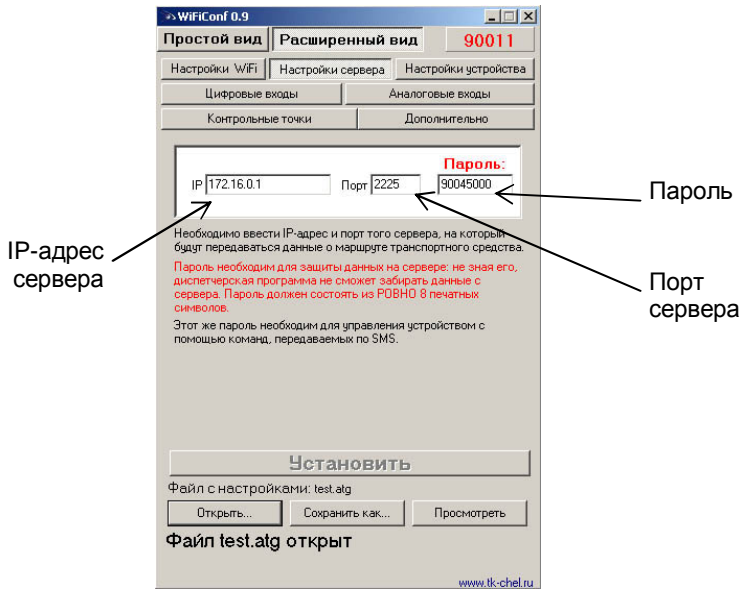 WiFiConf 0.9
Простой вид Расширенный вид 90011
Настройки WiFi Настройки сервера Настройки устройства
Цифровые входы Аналоговые входы
Контрольные точки Дополнительно
Пароль:
IP 172.16.0.1 Порт 2225 90045000
Пароль
Необходимо ввести IP-адрес и порт того сервера, на который
будут передаваться данные о маршруте транспортного средства.
IP-адрес
сервера
Пароль необходим для защиты данных на сервере: не зная его,
диспетчерская программа не сможет забирать данные с
сервера. Пароль должен состоять из РОВНО 8 печатных
символов.
Порт
сервера
Этот же пароль необходим для управления устройством с
помощью команд, передаваемых по SMS.
Установить
Файл с настройками: test.atg
Открыть... Сохранить как... Просмотреть
Файл test.atg открыт
www.tk-chel.ru